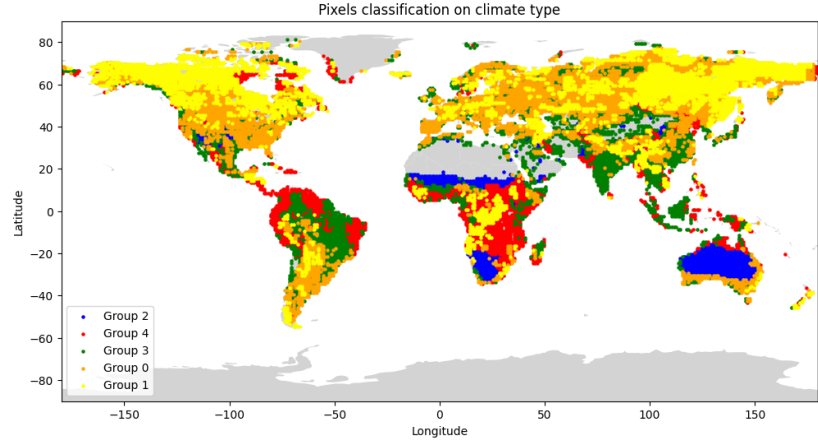 Pixels classification on climate type
80
60
40
20
0
−20
−40
−60
−80
Latitude
Group 2
Group 4
Group 3
Group 0
Group 1
−150 −100 −50 0 50 100 150
Longitude